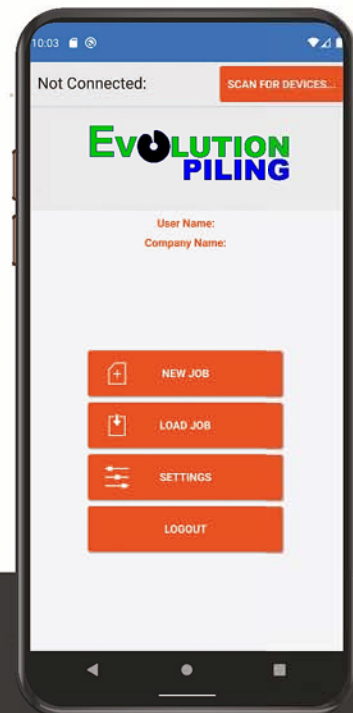 10:03
Not Connected:
SCAN FOR DEVICES...
EVOLUTION
PILING
User Name:
Company Name:
NEW JOB
LOAD JOB
SETTINGS
LOGOUT